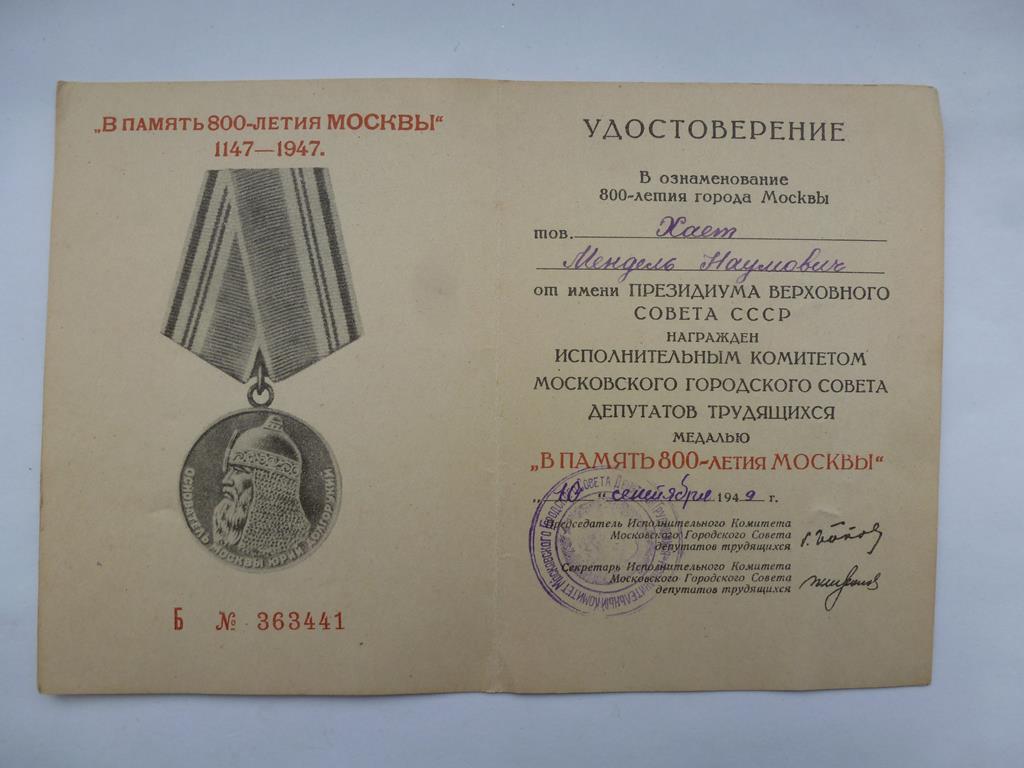 „В ПАМЯТЬ 800-ЛЕТИЯ МОСКВЫ“
1147—1947.
ОСНОВАТЕЛЬ МОСКВЫ ЮРИЙ ДОЛГОРУКИЙ
Б № 363441
УДОСТОВЕРЕНИЕ
В ознаменование
800-летия города Москвы
тов. Хает
Мендель Наумович
от имени ПРЕЗИДИУМА ВЕРХОВНОГО
СОВЕТА СССР
НАГРАЖДЕН
ИСПОЛНИТЕЛЬНЫМ КОМИТЕТОМ
МОСКОВСКОГО ГОРОДСКОГО СОВЕТА
ДЕПУТАТОВ ТРУДЯЩИХСЯ
МЕДАЛЬЮ
„В ПАМЯТЬ 800-ЛЕТИЯ МОСКВЫ“
„10“ сентября 1949 г.
Председатель Исполнительного Комитета
Московского Городского Совета
депутатов трудящихся
Секретарь Исполнительного Комитета
Московского Городского Совета
депутатов трудящихся